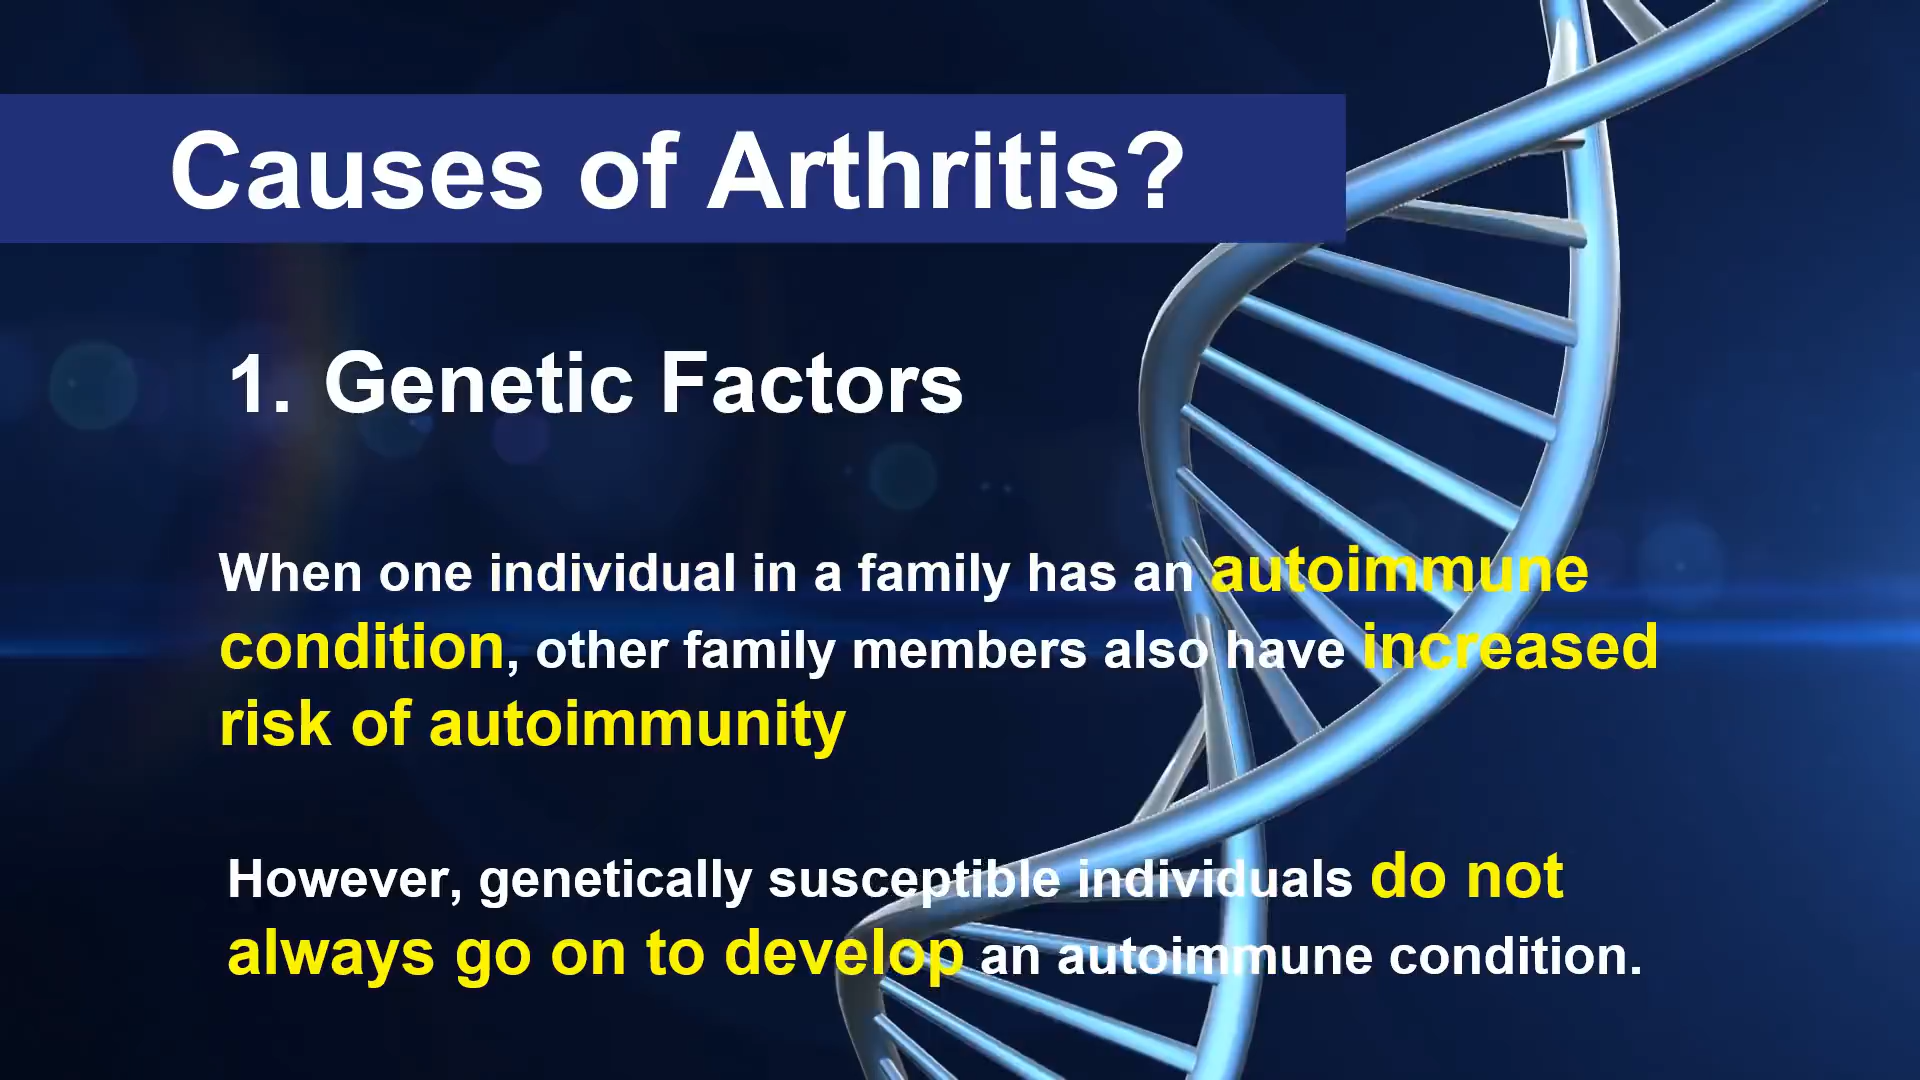 Causes of Arthritis?
1. Genetic Factors
When one individual in a family has an autoimmune
condition, other family members also have increased
risk of autoimmunity
However, genetically susceptible individuals do not
always go on to develop an autoimmune condition.